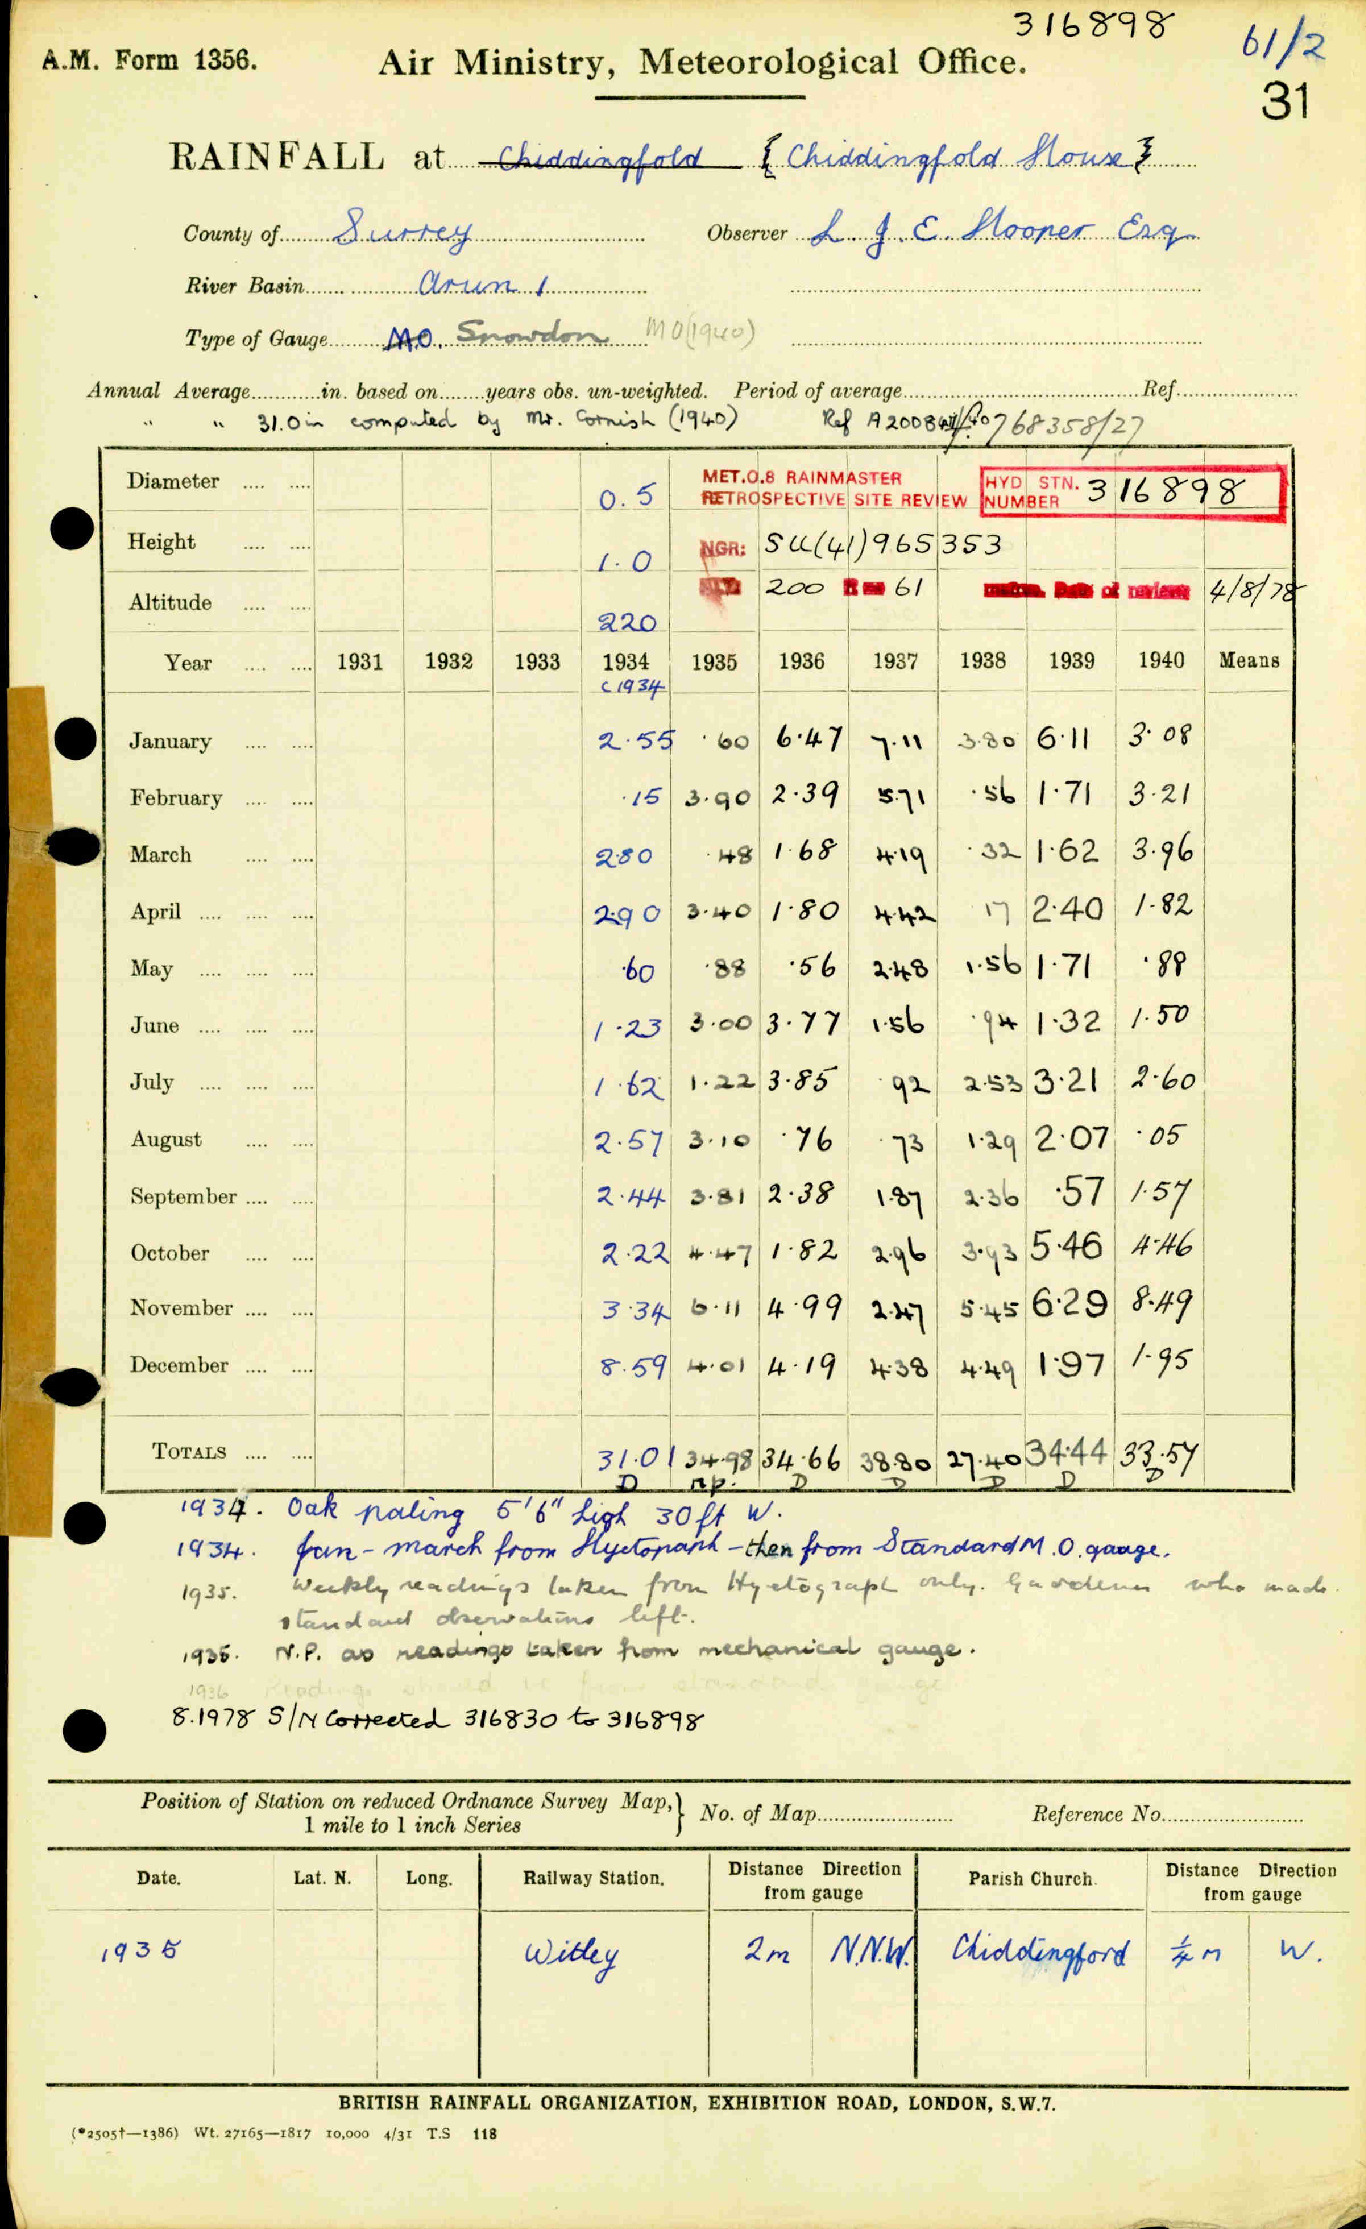 316898
61/2
A.M. Form 1356. Air Ministry, Meteorological Office.
31
RAINFALL at Chiddingfold { Chiddingfold House }
County of Surrey Observer L. J. E. Hooper Esq
River Basin Arun 1
Type of Gauge M.O. Snowdon MO(1940)
Annual Average in. based on years obs. un-weighted. Period of average Ref.
" " 31.0in computed by Mr. Cornish (1940) Ref A200841/40 768358/27
Diameter 0.5 MET.O.8 RAINMASTER RETROSPECTIVE SITE REVIEW HYD STN. NUMBER 316898
Height 1.0 NGR: SU(41)965353
Altitude 220 200 61 Date of review 4/8/78
Year 1931 1932 1933 1934 1935 1936 1937 1938 1939 1940 Means
c1934
January 2.55 .60 6.47 7.11 3.80 6.11 3.08
February .15 3.90 2.39 5.71 .56 1.71 3.21
March 2.80 .48 1.68 4.19 .32 1.62 3.96
April 2.90 3.40 1.80 4.42 17 2.40 1.82
May .60 .88 .56 2.48 1.56 1.71 .88
June 1.23 3.00 3.77 1.56 .94 1.32 1.50
July 1.62 1.22 3.85 .92 2.53 3.21 2.60
August 2.57 3.10 .76 .73 1.29 2.07 .05
September 2.44 3.81 2.38 1.87 2.36 .57 1.57
October 2.22 4.47 1.82 2.96 3.93 5.46 4.46
November 3.34 6.11 4.99 2.47 5.45 6.29 8.49
December 8.59 4.01 4.19 4.38 4.49 1.97 1.95
TOTALS 31.01 34.98 34.66 38.80 27.40 34.44 33.57
D n.p. D D D D D
1934. Oak paling 5'6" high 30ft W.
1934. Jan - march from Hyetograph - then from Standard M.O. gauge.
1935. Weekly readings taken from Hyetograph only. Gardener who made
standard observations left.
1935. N.P. as readings taken from mechanical gauge.
1936 Readings should be from standard gauge
8.1978 S/N Corrected 316830 to 316898
Position of Station on reduced Ordnance Survey Map, } No. of Map Reference No.
1 mile to 1 inch Series
Date. Lat. N. Long. Railway Station. Distance Direction from gauge Parish Church. Distance Direction from gauge
1935 Witley 2m N.N.W. Chiddingford ¼ m W.
BRITISH RAINFALL ORGANIZATION, EXHIBITION ROAD, LONDON, S.W.7.
(*2505†—1386) Wt. 27165—1817 10,000 4/31 T.S 118